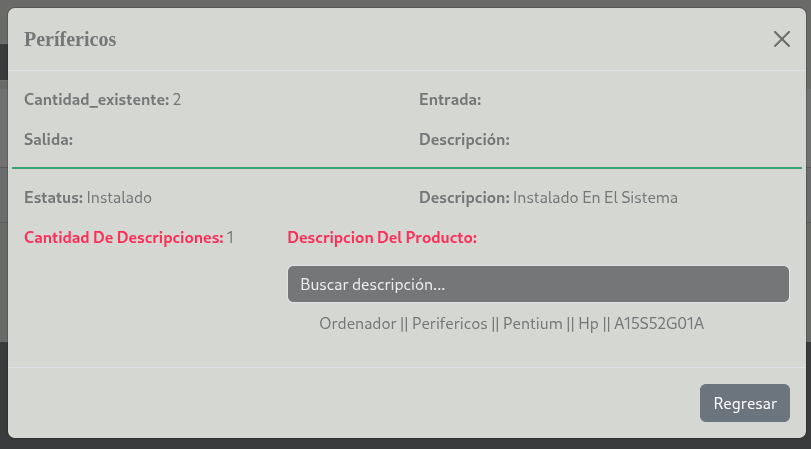 Perífericos
Cantidad_existente: 2 Entrada:
Salida: Descripción:
Estatus: Instalado Descripcion: Instalado En El Sistema
Cantidad De Descripciones: 1 Descripcion Del Producto:
Buscar descripción...
Ordenador || Perifericos || Pentium || Hp || A15S52G01A
Regresar